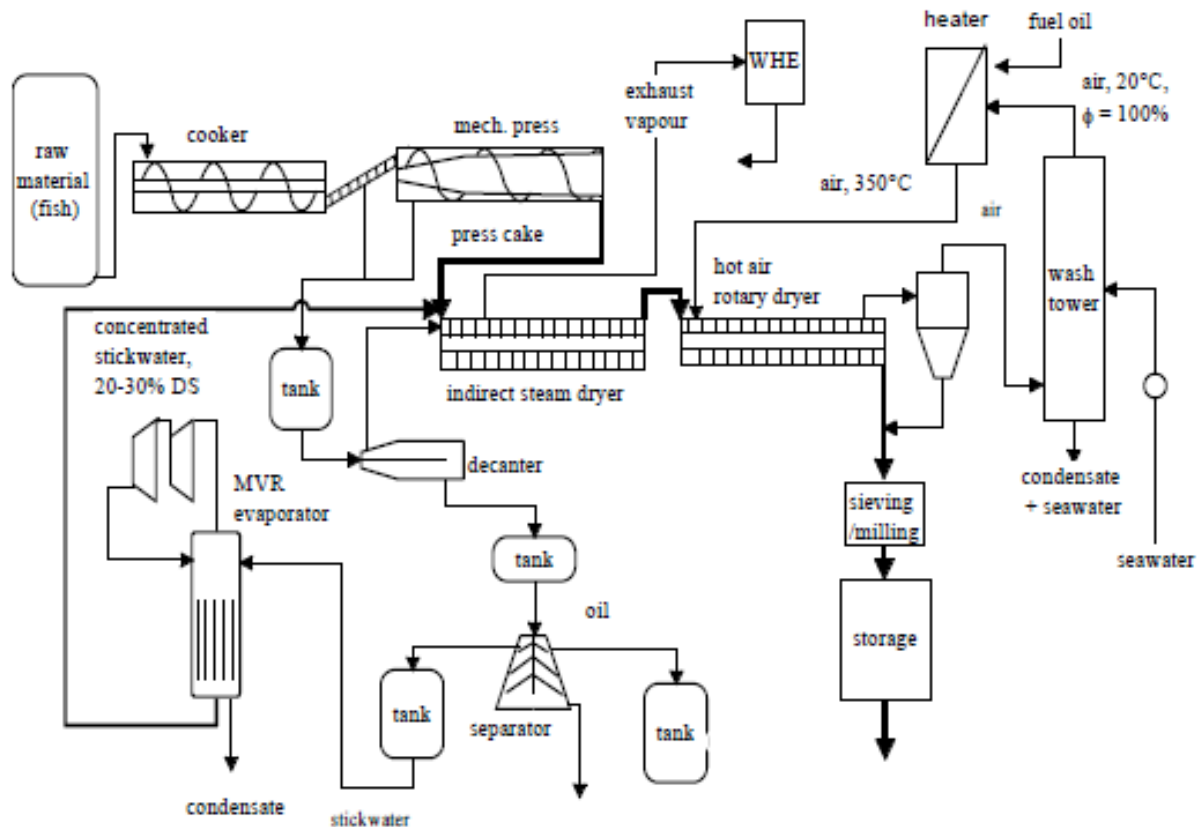 heater
fuel oil
WHE
exhaust
vapour
air, 20°C,
ϕ = 100%
cooker
mech. press
raw
material
(fish)
air, 350°C
air
press cake
hot air
rotary dryer
wash
tower
concentrated
stickwater,
20-30% DS
tank
indirect steam dryer
decanter
MVR
evaporator
condensate
+ seawater
sieving
/milling
seawater
tank
oil
storage
tank
separator
tank
condensate
stickwater